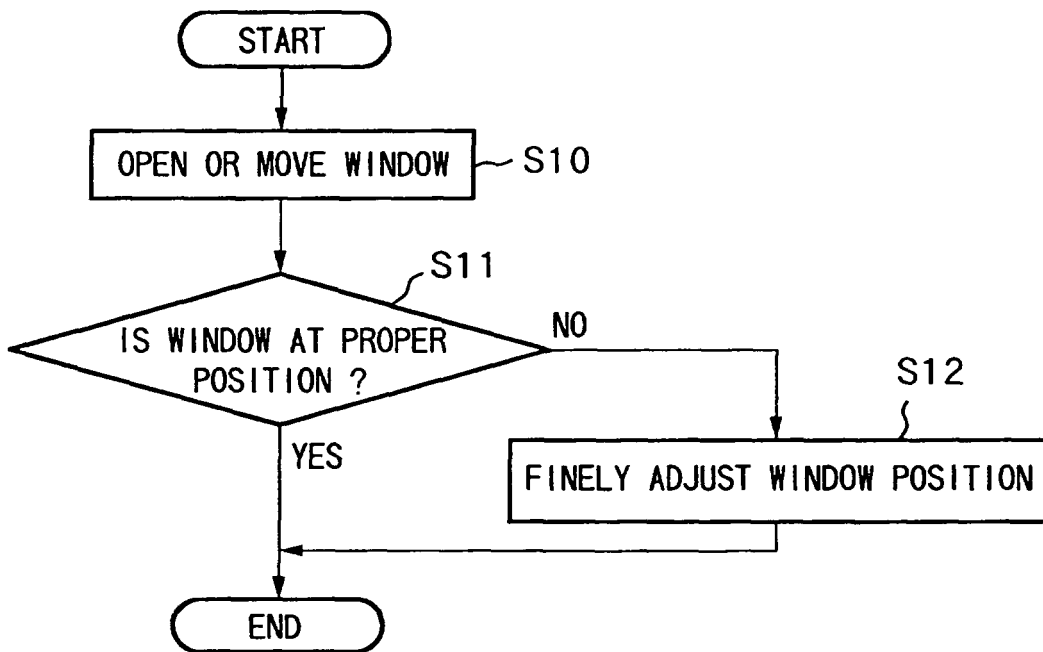 START
OPEN OR MOVE WINDOW
S10
S11
IS WINDOW AT PROPER
POSITION ?
NO
YES
S12
FINELY ADJUST WINDOW POSITION
END